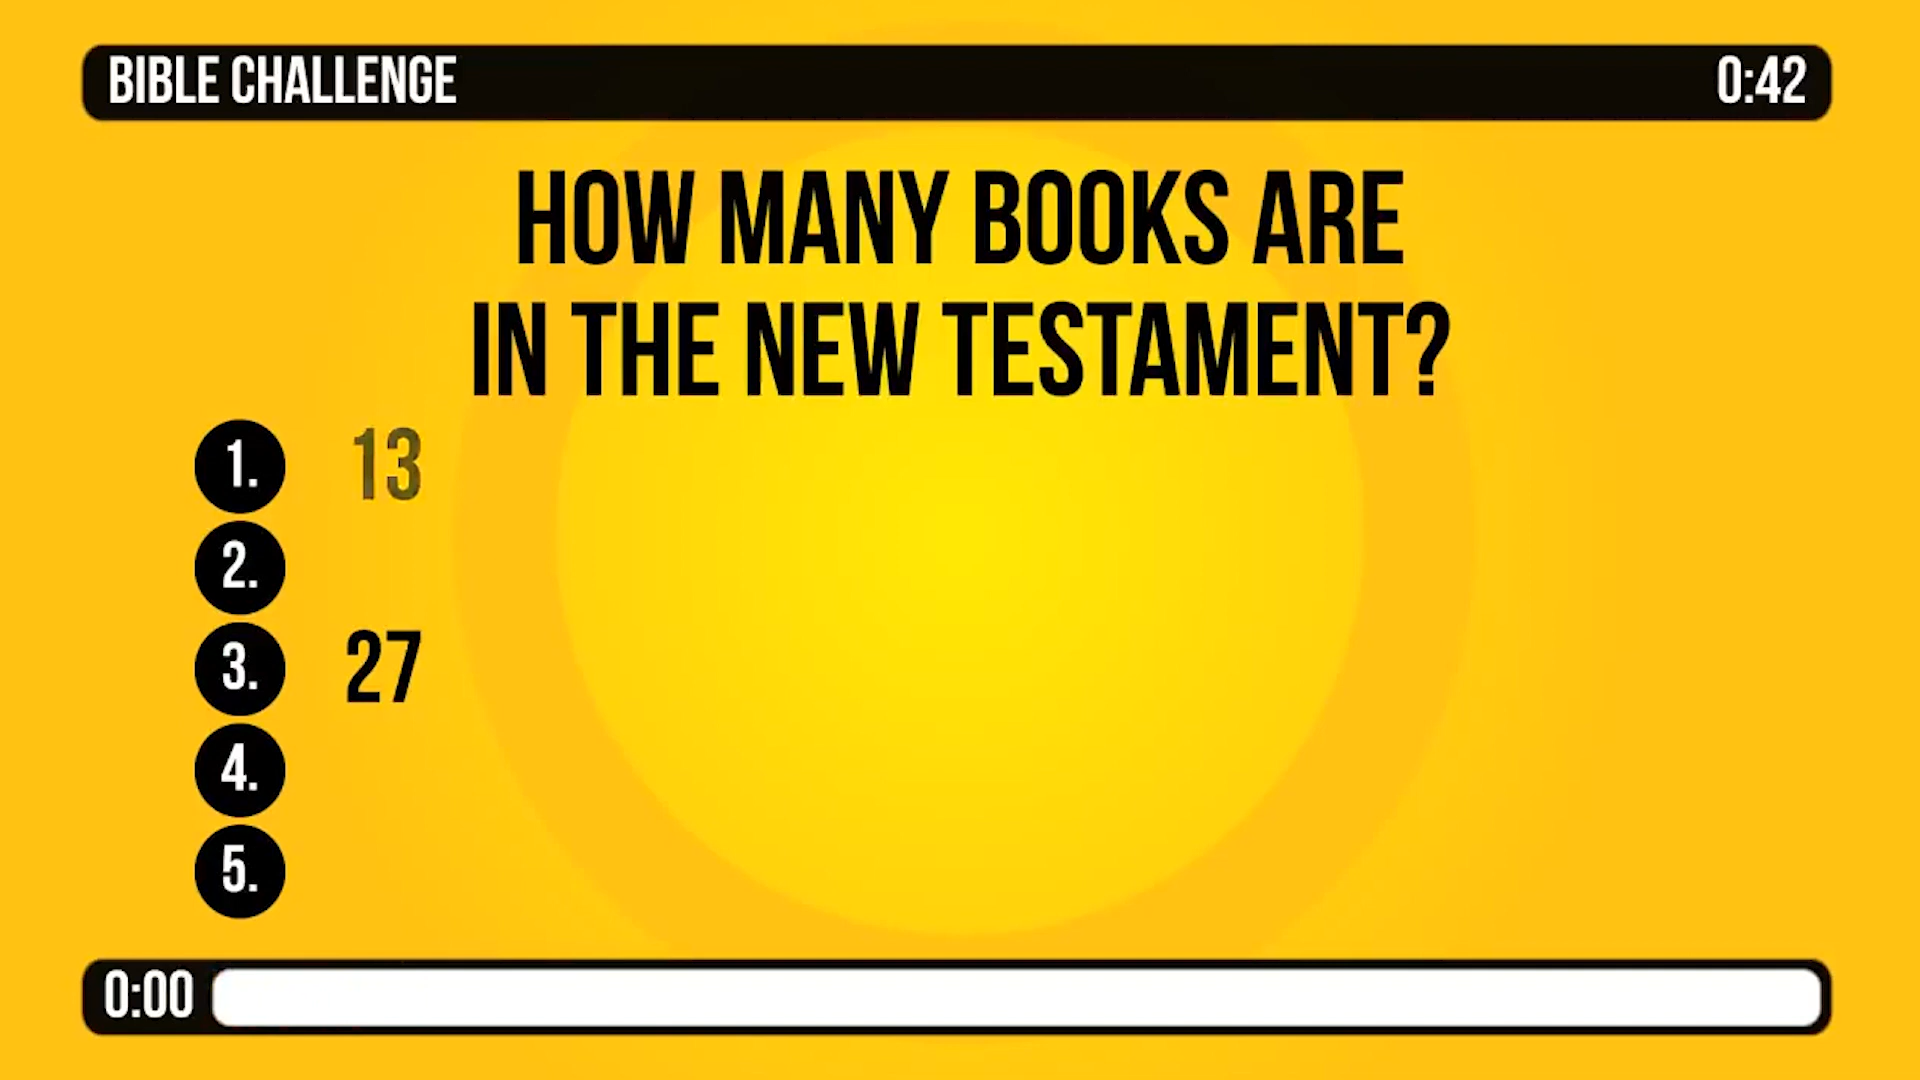 BIBLE CHALLENGE 0:42
HOW MANY BOOKS ARE
IN THE NEW TESTAMENT?
1. 13
2.
3. 27
4.
5.
0:00